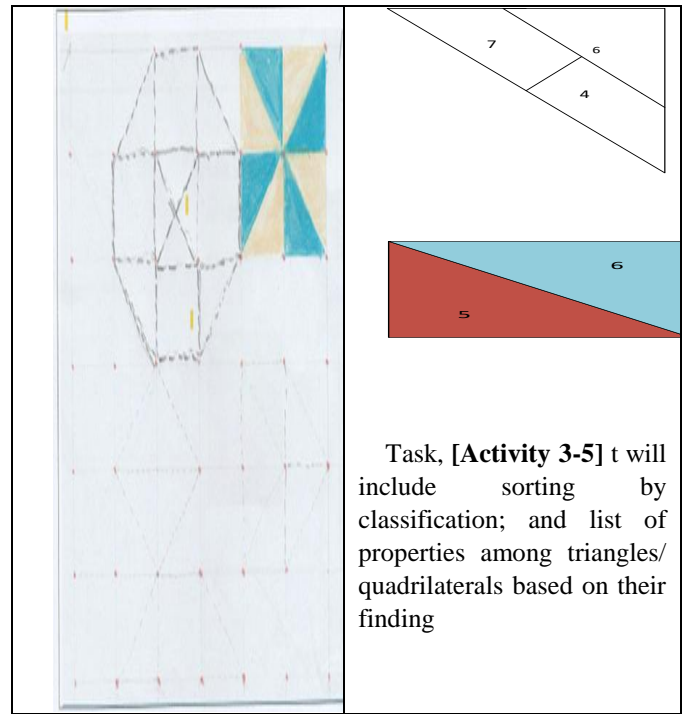 7
6
4
6
5
Task, [Activity 3-5] t will
include sorting by
classification; and list of
properties among triangles/
quadrilaterals based on their
finding